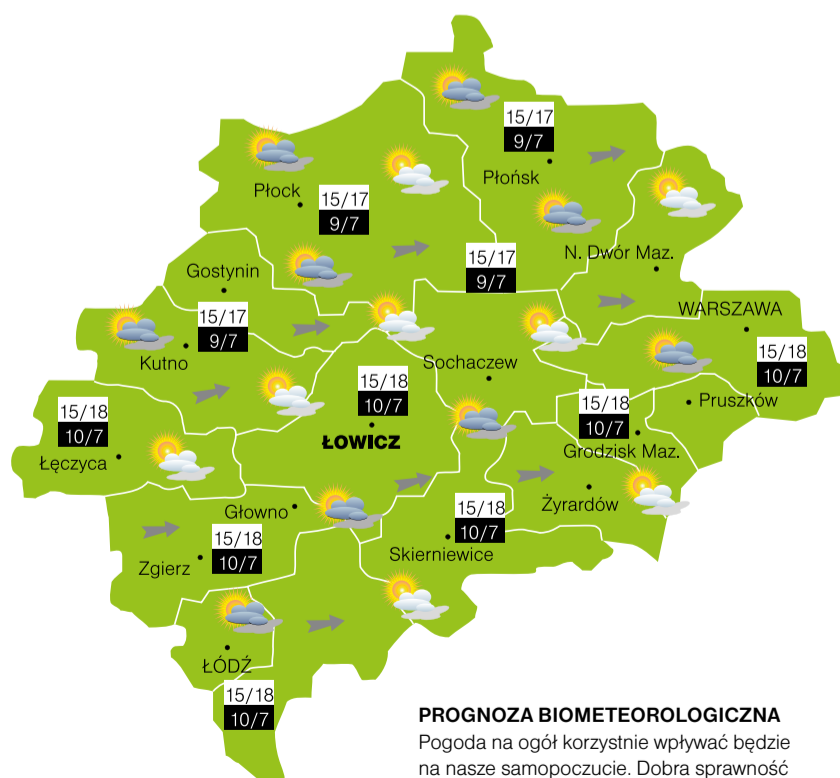 15/17
9/7
Płońsk
Płock
15/17
9/7
N. Dwór Maz.
15/17
9/7
Gostynin
15/17
9/7
Kutno
WARSZAWA
15/18
10/7
Sochaczew
15/18
10/7
ŁOWICZ
Pruszków
15/18
10/7
Grodzisk Maz.
15/18
10/7
Łęczyca
Żyrardów
Głowno
15/18
10/7
Skierniewice
15/18
10/7
Zgierz
ŁÓDŹ
15/18
10/7
PROGNOZA BIOMETEOROLOGICZNA
Pogoda na ogół korzystnie wpływać będzie
na nasze samopoczucie. Dobra sprawność